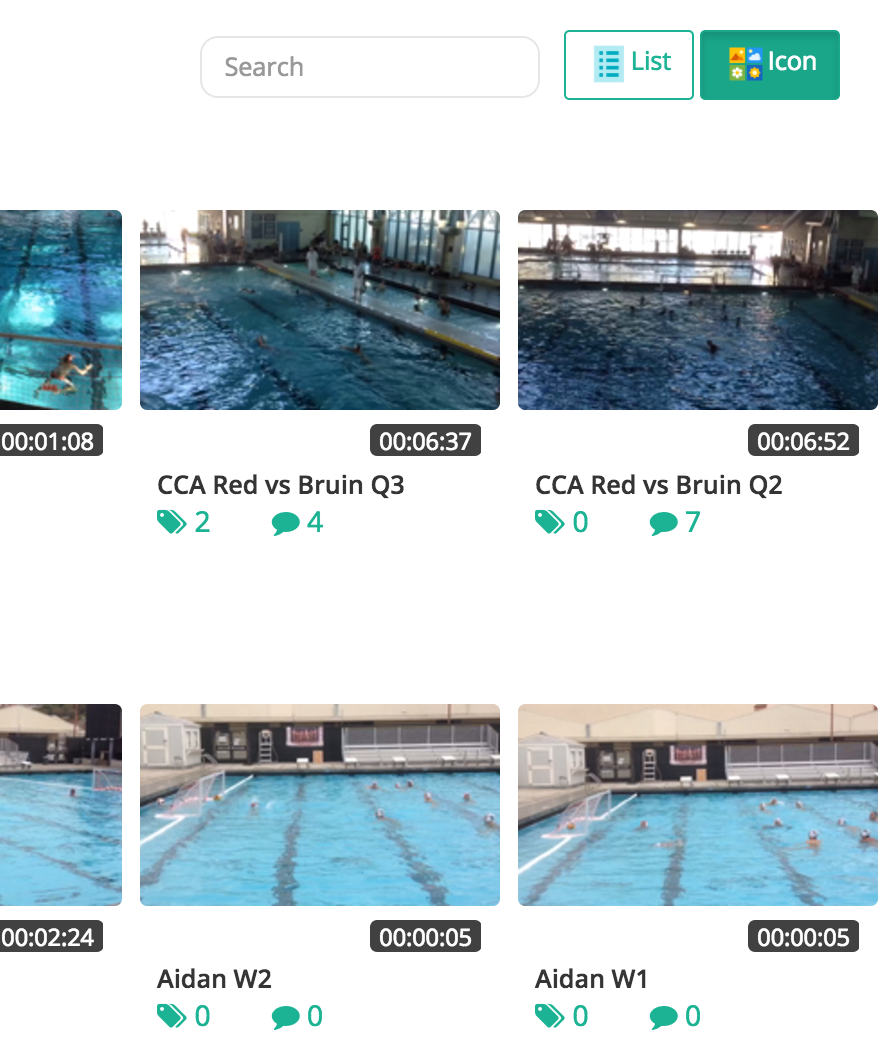 Search
List
Icon
00:01:08
00:06:37
00:06:52
CCA Red vs Bruin Q3
CCA Red vs Bruin Q2
2 4
0 7
00:02:24
00:00:05
00:00:05
Aidan W2
Aidan W1
0 0
0 0